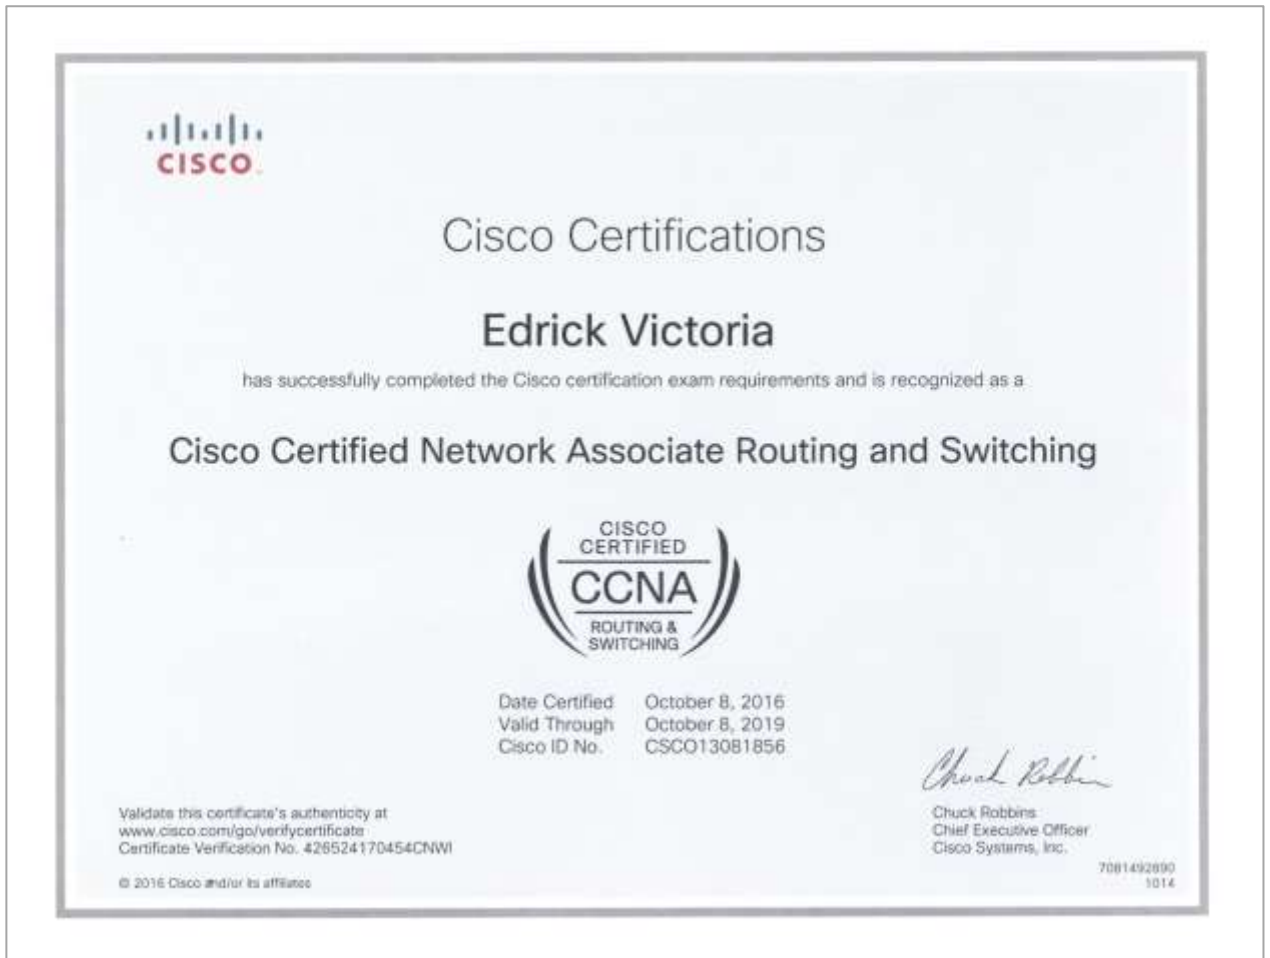 CISCO
Cisco Certifications
Edrick Victoria
has successfully completed the Cisco certification exam requirements and is recognized as a
Cisco Certified Network Associate Routing and Switching
CISCO
CERTIFIED
CCNA
ROUTING &
SWITCHING
Date Certified October 8, 2016
Valid Through October 8, 2019
Cisco ID No. CSCO13081856
Chuck Robbins
Validate this certificate's authenticity at
www.cisco.com/go/verifycertificate
Certificate Verification No. 426524170454CNWI
© 2016 Cisco and/or its affiliates
Chuck Robbins
Chief Executive Officer
Cisco Systems, Inc.
7081492890
1014